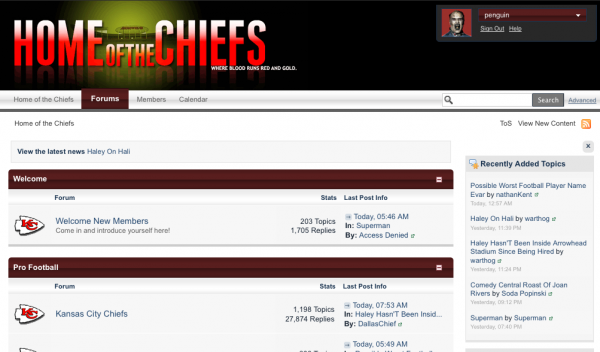 HOME OF THE CHIEFS
WHERE BLOOD RUNS RED AND GOLD.
penguin
Sign Out Help
Home of the Chiefs Forums Members Calendar
Search Advanced
Home of the Chiefs
ToS View New Content
View the latest news Haley On Hali
x
Welcome
Forum Stats Last Post Info
KC
Welcome New Members
Come in and introduce yourself here!
203 Topics
1,705 Replies
Today, 05:46 AM
In: Superman
By: Access Denied
Pro Football
Forum Stats Last Post Info
KC
Kansas City Chiefs
1,198 Topics
27,874 Replies
Today, 07:53 AM
In: Haley Hasn'T Been Insid...
By: DallasChief
Today, 05:49 AM
Recently Added Topics
Possible Worst Football Player Name
Evar by nathanKent
Today, 12:57 AM
Haley On Hali by warthog
Yesterday, 11:39 PM
Haley Hasn'T Been Inside Arrowhead
Stadium Since Being Hired by
warthog
Yesterday, 11:35 PM
Comedy Central Roast Of Joan
Rivers by Soda Popinski
Yesterday, 09:12 PM
Superman by Superman
Yesterday, 07:46 PM